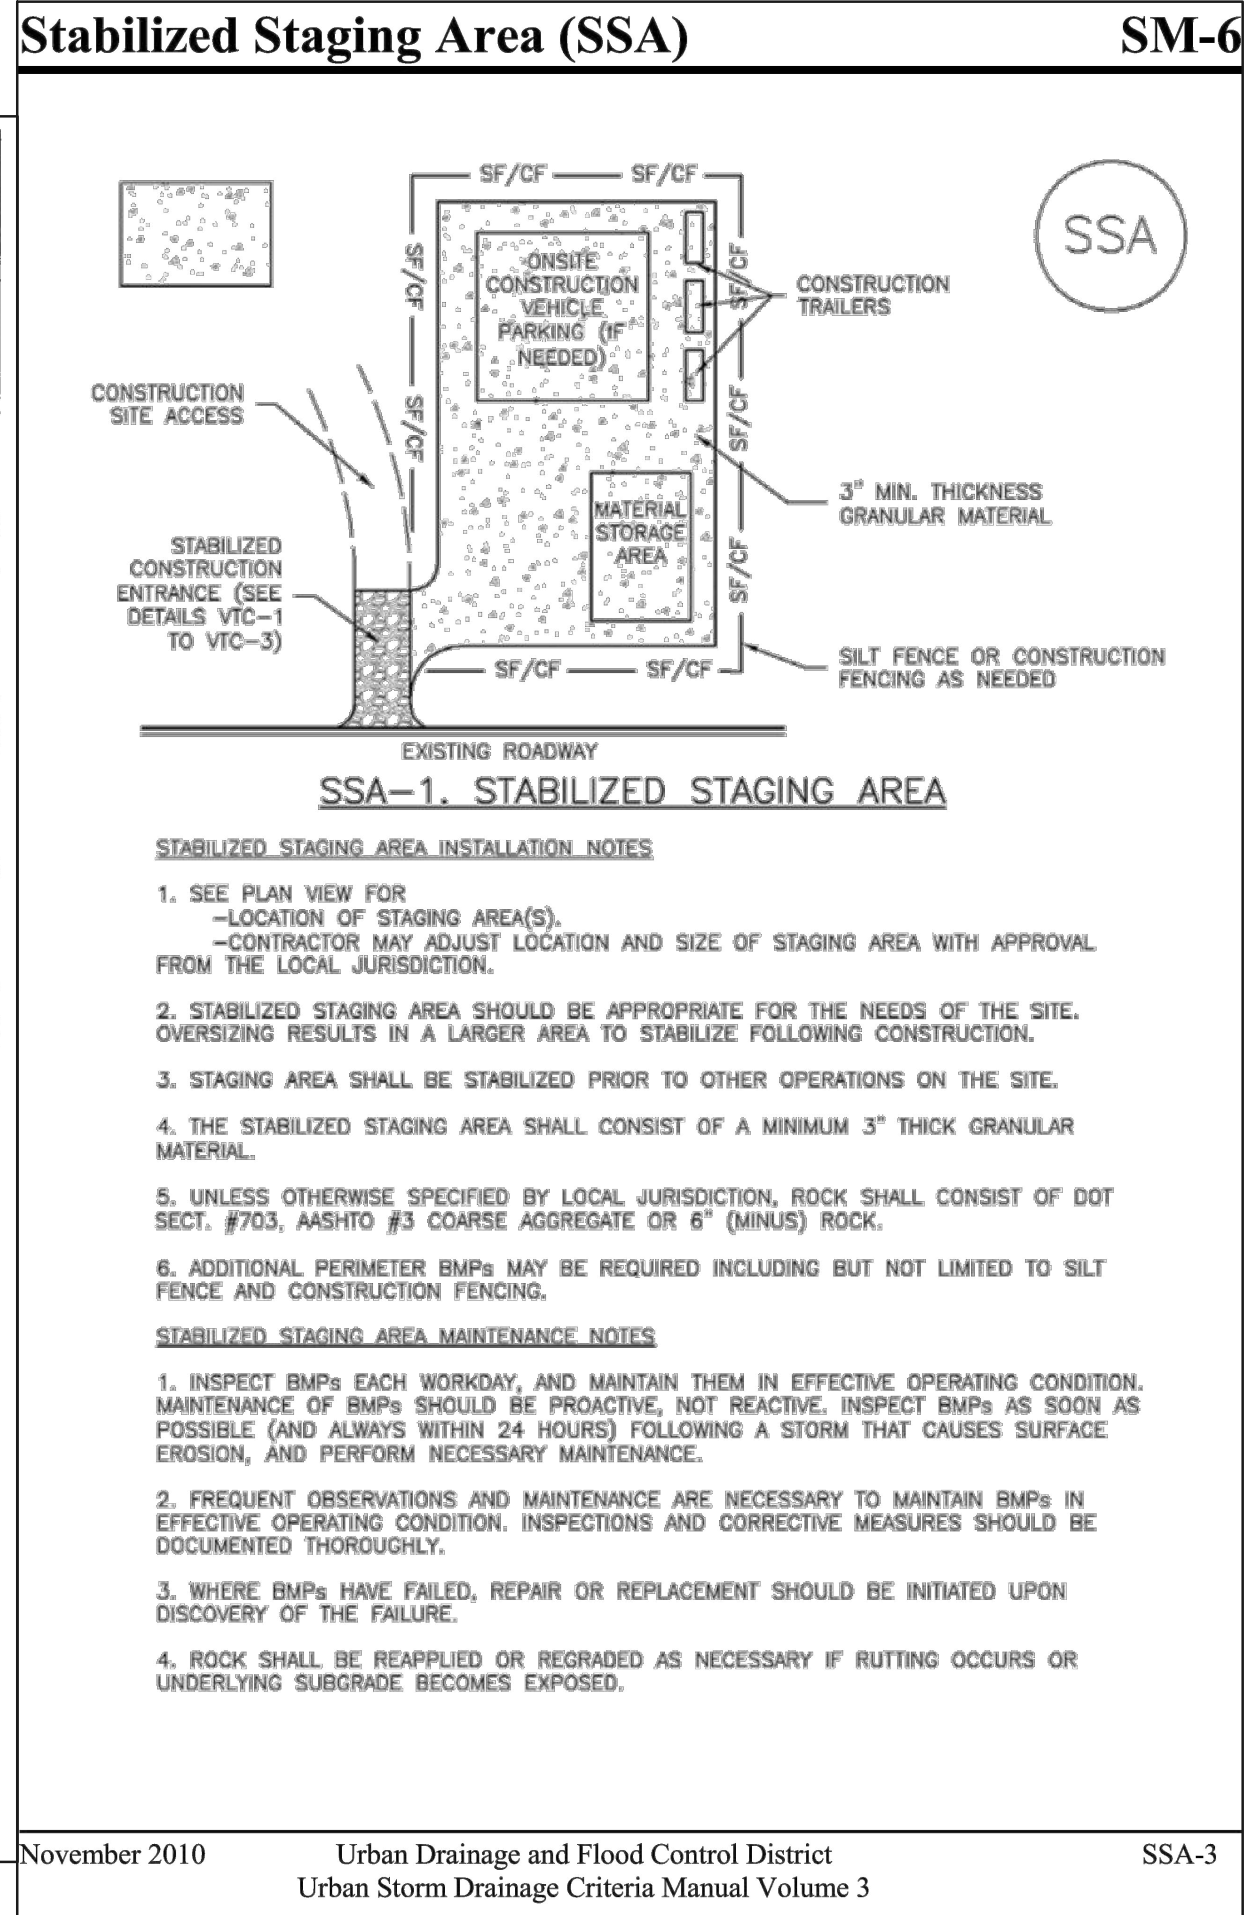 Stabilized Staging Area (SSA) SM-6
SF/CF SF/CF
SSA
SF/CF
SF/CF
ONSITE
CONSTRUCTION
VEHICLE
PARKING (IF
NEEDED)
CONSTRUCTION
TRAILERS
CONSTRUCTION
SITE ACCESS
SF/CF
SF/CF
3" MIN. THICKNESS
GRANULAR MATERIAL
MATERIAL
STORAGE
AREA
STABILIZED
CONSTRUCTION
ENTRANCE (SEE
DETAILS VTC-1
TO VTC-3)
SF/CF
SF/CF SF/CF
SILT FENCE OR CONSTRUCTION
FENCING AS NEEDED
EXISTING ROADWAY
SSA-1. STABILIZED STAGING AREA
STABILIZED STAGING AREA INSTALLATION NOTES
1. SEE PLAN VIEW FOR
-LOCATION OF STAGING AREA(S).
-CONTRACTOR MAY ADJUST LOCATION AND SIZE OF STAGING AREA WITH APPROVAL
FROM THE LOCAL JURISDICTION.
2. STABILIZED STAGING AREA SHOULD BE APPROPRIATE FOR THE NEEDS OF THE SITE.
OVERSIZING RESULTS IN A LARGER AREA TO STABILIZE FOLLOWING CONSTRUCTION.
3. STAGING AREA SHALL BE STABILIZED PRIOR TO OTHER OPERATIONS ON THE SITE.
4. THE STABILIZED STAGING AREA SHALL CONSIST OF A MINIMUM 3" THICK GRANULAR
MATERIAL.
5. UNLESS OTHERWISE SPECIFIED BY LOCAL JURISDICTION, ROCK SHALL CONSIST OF DOT
SECT. #703, AASHTO #3 COARSE AGGREGATE OR 6" (MINUS) ROCK.
6. ADDITIONAL PERIMETER BMPs MAY BE REQUIRED INCLUDING BUT NOT LIMITED TO SILT
FENCE AND CONSTRUCTION FENCING.
STABILIZED STAGING AREA MAINTENANCE NOTES
1. INSPECT BMPs EACH WORKDAY, AND MAINTAIN THEM IN EFFECTIVE OPERATING CONDITION.
MAINTENANCE OF BMPs SHOULD BE PROACTIVE, NOT REACTIVE. INSPECT BMPs AS SOON AS
POSSIBLE (AND ALWAYS WITHIN 24 HOURS) FOLLOWING A STORM THAT CAUSES SURFACE
EROSION, AND PERFORM NECESSARY MAINTENANCE.
2. FREQUENT OBSERVATIONS AND MAINTENANCE ARE NECESSARY TO MAINTAIN BMPs IN
EFFECTIVE OPERATING CONDITION. INSPECTIONS AND CORRECTIVE MEASURES SHOULD BE
DOCUMENTED THOROUGHLY.
3. WHERE BMPs HAVE FAILED, REPAIR OR REPLACEMENT SHOULD BE INITIATED UPON
DISCOVERY OF THE FAILURE.
4. ROCK SHALL BE REAPPLIED OR REGRADED AS NECESSARY IF RUTTING OCCURS OR
UNDERLYING SUBGRADE BECOMES EXPOSED.
November 2010 Urban Drainage and Flood Control District SSA-3
Urban Storm Drainage Criteria Manual Volume 3